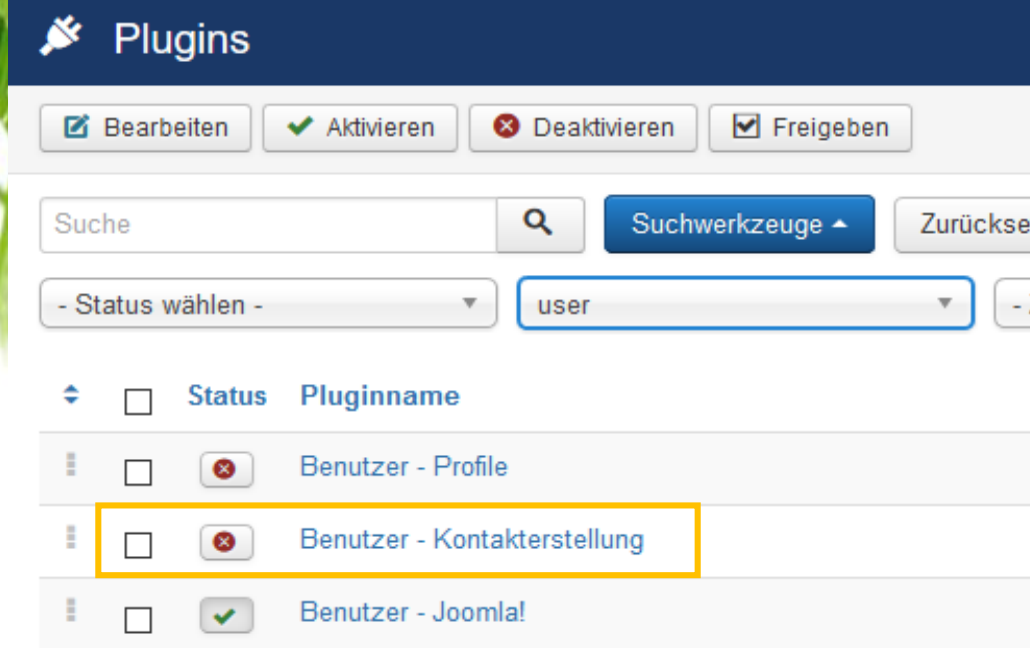 Plugins
Bearbeiten Aktivieren Deaktivieren Freigeben
Suche Suchwerkzeuge Zurückse
- Status wählen - user -
Status Pluginname
Benutzer - Profile
Benutzer - Kontakterstellung
Benutzer - Joomla!